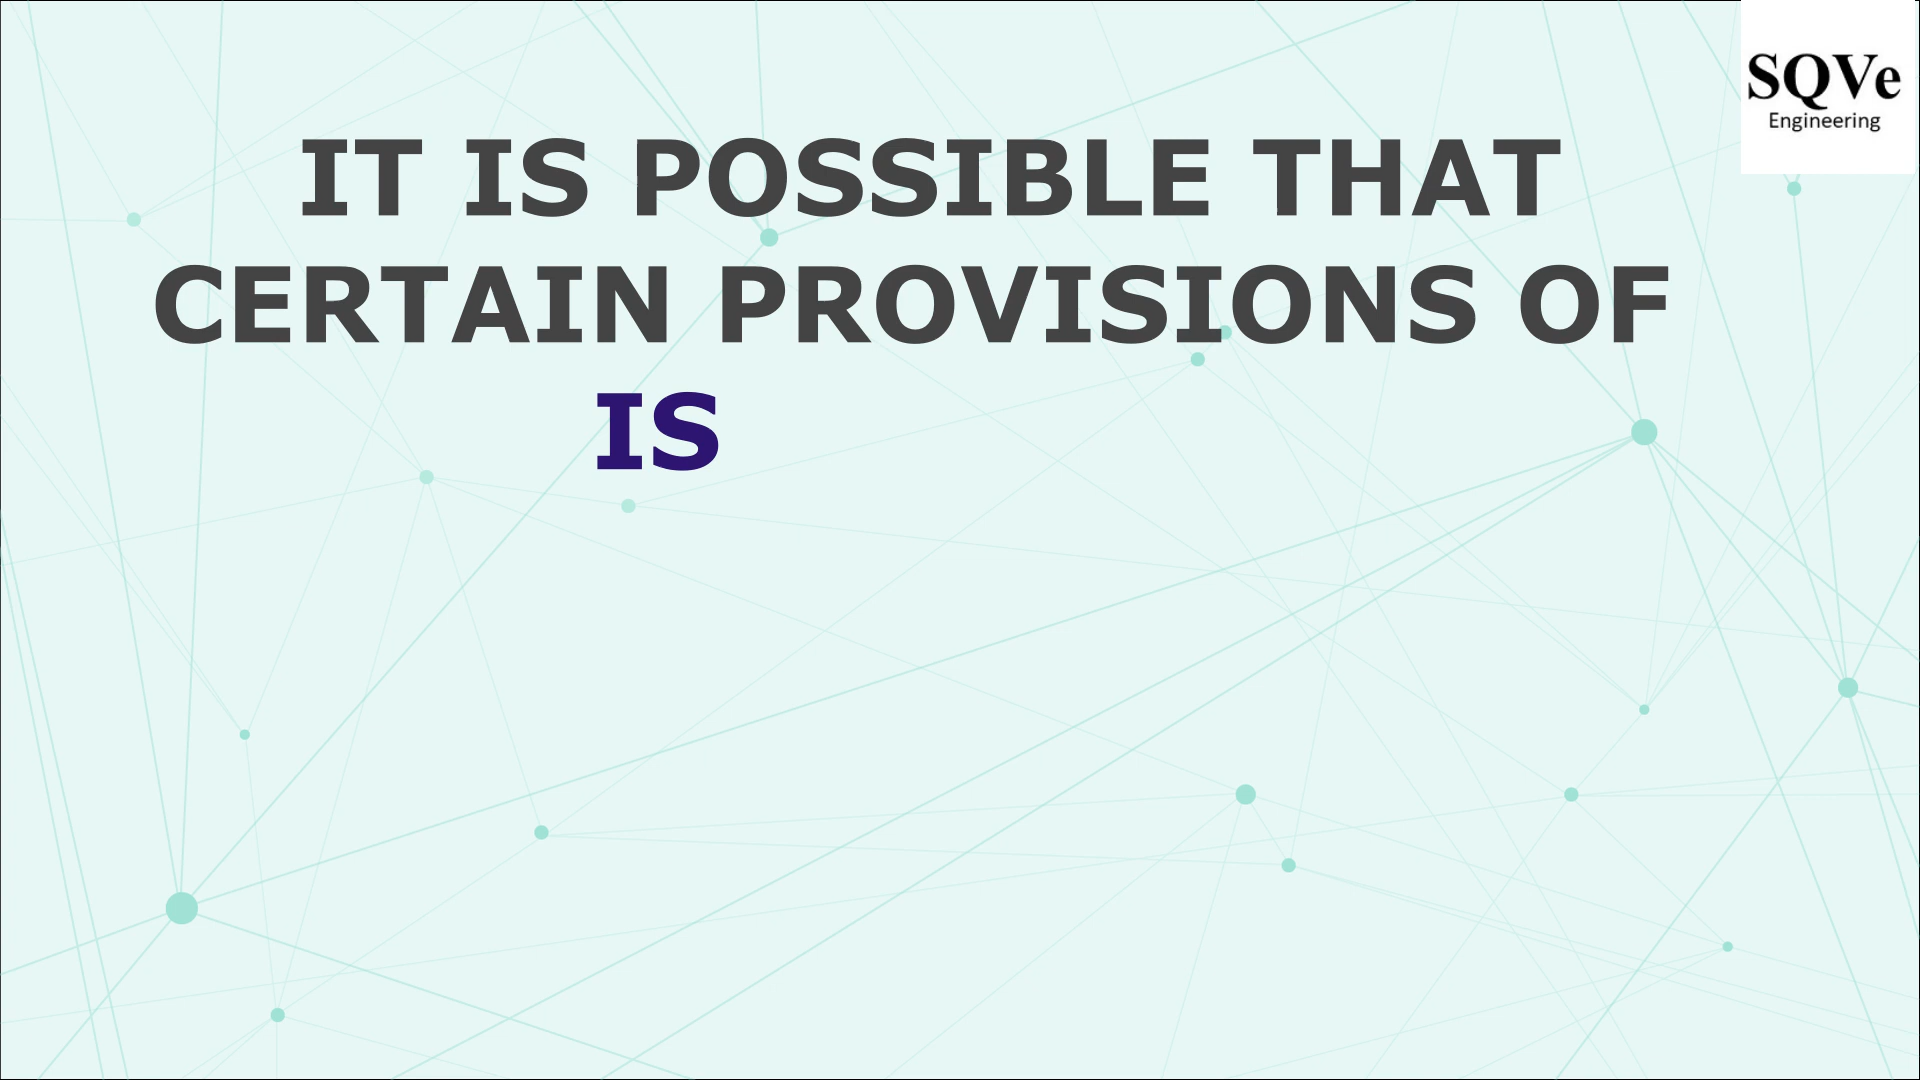 SQVe
Engineering
IT IS POSSIBLE THAT
CERTAIN PROVISIONS OF
IS